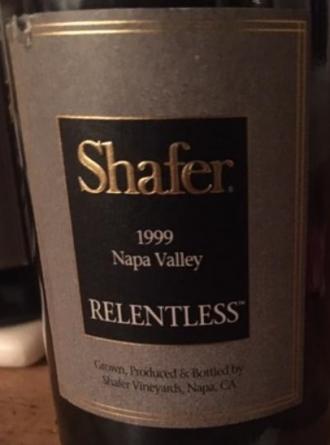 Shafer®
1999
Napa Valley
RELENTLESS™
Grown, Produced & Bottled by
Shafer Vineyards, Napa, CA